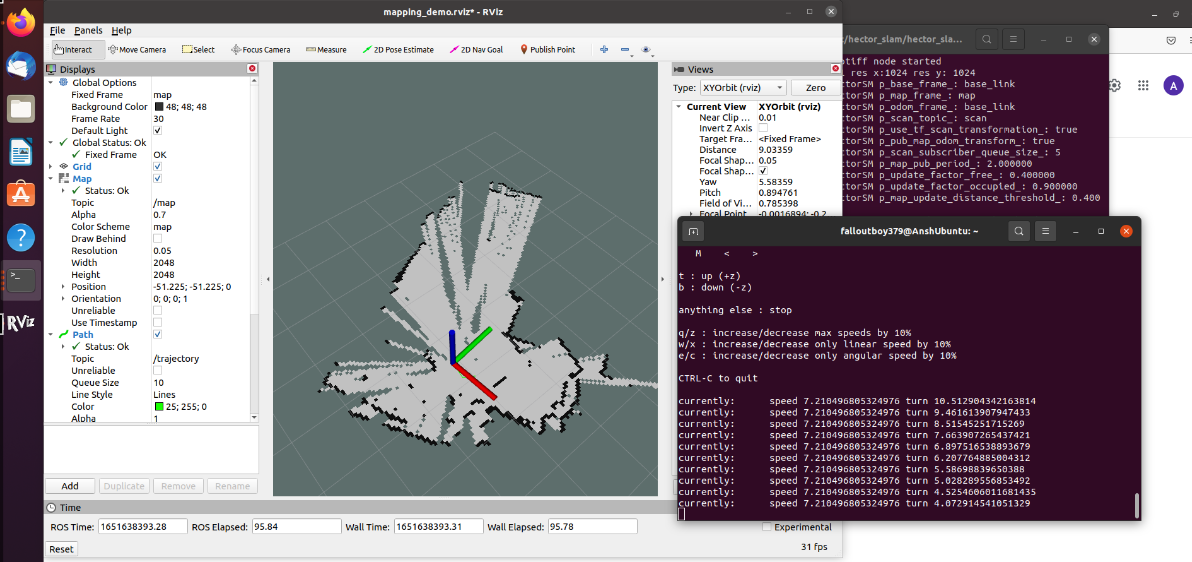 mapping_demo.rviz* - RViz
File Panels Help
Interact Move Camera Select Focus Camera Measure 2D Pose Estimate 2D Nav Goal Publish Point
Displays
Global Options
Fixed Frame map
Background Color 48; 48; 48
Frame Rate 30
Default Light
Global Status: Ok
Fixed Frame OK
Grid
Map
Status: Ok
Topic /map
Alpha 0.7
Color Scheme map
Draw Behind
Resolution 0.05
Width 2048
Height 2048
Position -51.225; -51.225; 0
Orientation 0; 0; 0; 1
Unreliable
Use Timestamp
Path
Status: Ok
Topic /trajectory
Unreliable
Queue Size 10
Line Style Lines
Color 25; 255; 0
Alpha 1
Add Duplicate Remove Rename
Views
Type: XYOrbit (rviz) Zero
Current View XYOrbit (rviz)
Near Clip ... 0.01
Invert Z Axis
Target Fra... <Fixed Frame>
Distance 9.03359
Focal Shap... 0.05
Focal Shap...
Yaw 5.58359
Pitch 0.894761
Field of Vi... 0.785398
Focal Point -0.0016894; -0.2
Time
ROS Time: 1651638393.28 ROS Elapsed: 95.84 Wall Time: 1651638393.31 Wall Elapsed: 95.78 Experimental
Reset 31 fps
RViz
/hector_slam/hector_sla...
A
otiff node started
res x:1024 res y: 1024
ctorSM p_base_frame_: base_link
ctorSM p_map_frame_: map
ctorSM p_odom_frame_: base_link
ctorSM p_scan_topic_: scan
ctorSM p_use_tf_scan_transformation_: true
ctorSM p_pub_map_odom_transform_: true
ctorSM p_scan_subscriber_queue_size_: 5
ctorSM p_map_pub_period_: 2.000000
ctorSM p_update_factor_free_: 0.400000
ctorSM p_update_factor_occupied_: 0.900000
ctorSM p_map_update_distance_threshold_: 0.400
falloutboy379@AnshUbuntu: ~
M < >
t : up (+z)
b : down (-z)
anything else : stop
q/z : increase/decrease max speeds by 10%
w/x : increase/decrease only linear speed by 10%
e/c : increase/decrease only angular speed by 10%
CTRL-C to quit
currently: speed 7.210496805324976 turn 10.512904342163814
currently: speed 7.210496805324976 turn 9.461613907947433
currently: speed 7.210496805324976 turn 8.51545251715269
currently: speed 7.210496805324976 turn 7.663907265437421
currently: speed 7.210496805324976 turn 6.897516538893679
currently: speed 7.210496805324976 turn 6.207764885004312
currently: speed 7.210496805324976 turn 5.58698839650388
currently: speed 7.210496805324976 turn 5.028289556853492
currently: speed 7.210496805324976 turn 4.5254606011681435
currently: speed 7.210496805324976 turn 4.072914541051329